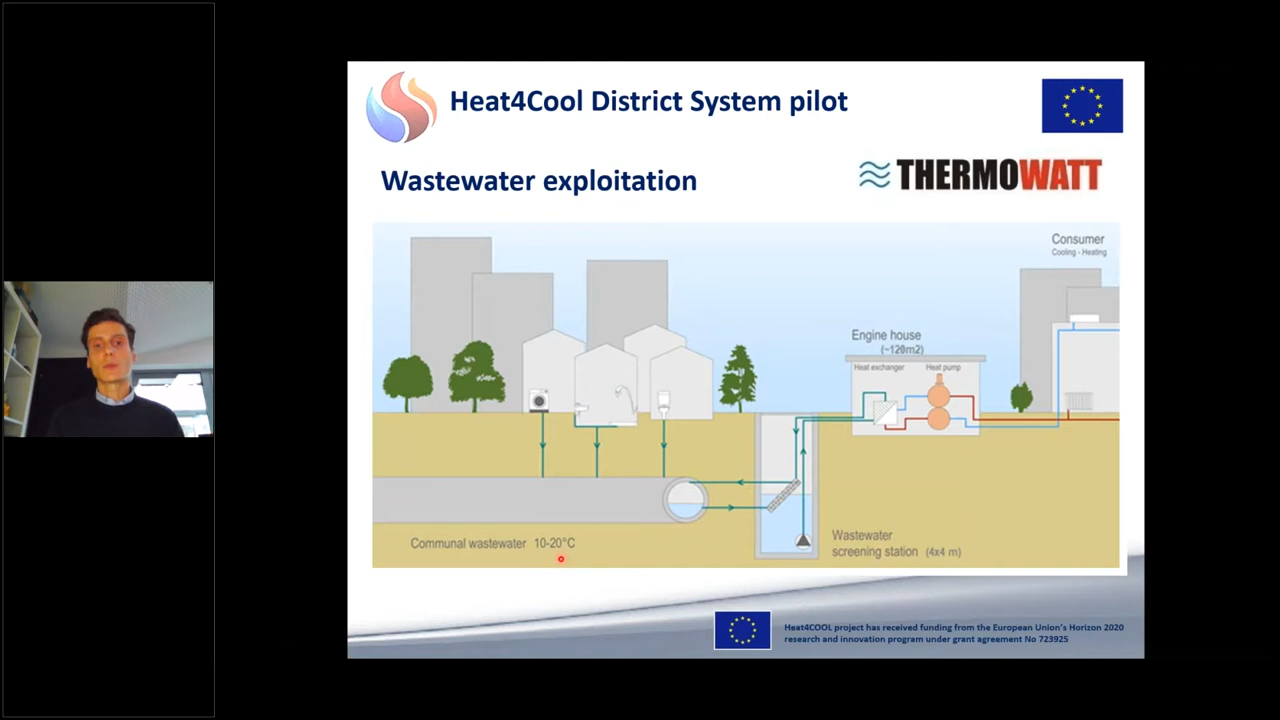 Heat4Cool District System pilot
Wastewater exploitation
THERMOWATT
Consumer
Cooling - Heating
Engine house
(~120m2)
Heat exchanger
Heat pump
Communal wastewater 10-20°C
Wastewater
screening station (4x4 m)
Heat4COOL project has received funding from the European Union's Horizon 2020
research and innovation program under grant agreement No 723925